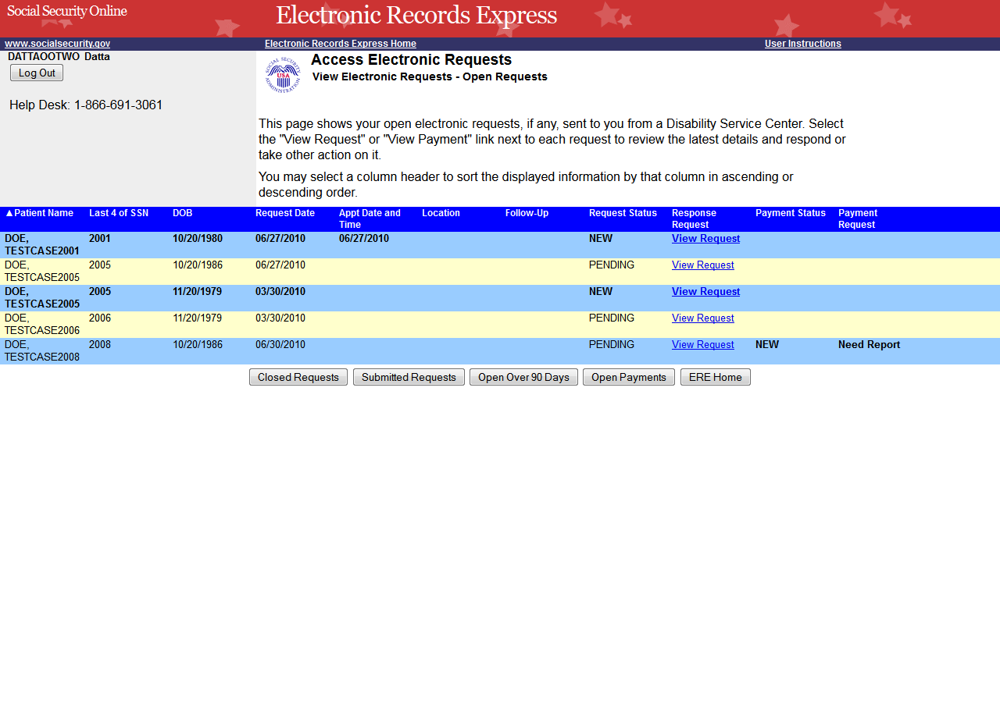 Social Security Online
Electronic Records Express
www.socialsecurity.gov Electronic Records Express Home User Instructions
DATTAOOTWO Datta
Log Out
Help Desk: 1-866-691-3061
SOCIAL SECURITY ADMINISTRATION
USA
Access Electronic Requests
View Electronic Requests - Open Requests
This page shows your open electronic requests, if any, sent to you from a Disability Service Center. Select
the "View Request" or "View Payment" link next to each request to review the latest details and respond or
take other action on it.
You may select a column header to sort the displayed information by that column in ascending or
descending order.
▲Patient Name Last 4 of SSN DOB Request Date Appt Date and Time Location Follow-Up Request Status Response Request Payment Status Payment Request
DOE, TESTCASE2001 2001 10/20/1980 06/27/2010 06/27/2010 NEW View Request
DOE, TESTCASE2005 2005 10/20/1986 06/27/2010 PENDING View Request
DOE, TESTCASE2005 2005 11/20/1979 03/30/2010 NEW View Request
DOE, TESTCASE2006 2006 11/20/1979 03/30/2010 PENDING View Request
DOE, TESTCASE2008 2008 10/20/1986 06/30/2010 PENDING View Request NEW Need Report
Closed Requests Submitted Requests Open Over 90 Days Open Payments ERE Home